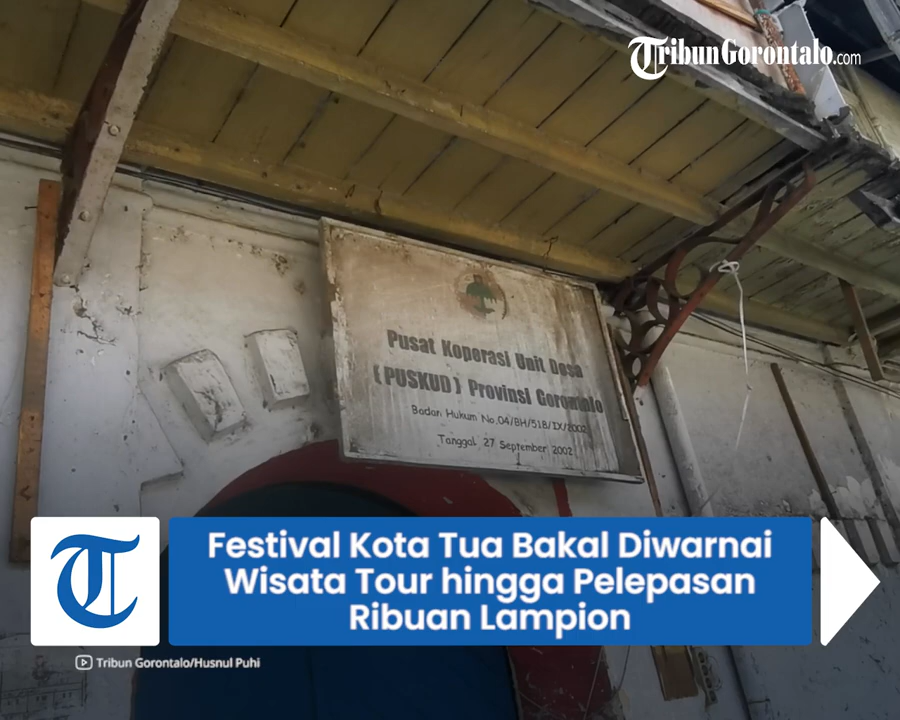 TribunGorontalo.com
Pusat Koperasi Unit Desa
(PUSKUD) Provinsi Gorontalo
Badan Hukum No.04/BH/51B/IX/2002
Tanggal 27 September 2002
Festival Kota Tua Bakal Diwarnai
Wisata Tour hingga Pelepasan
Ribuan Lampion
Tribun Gorontalo/Husnul Puhi